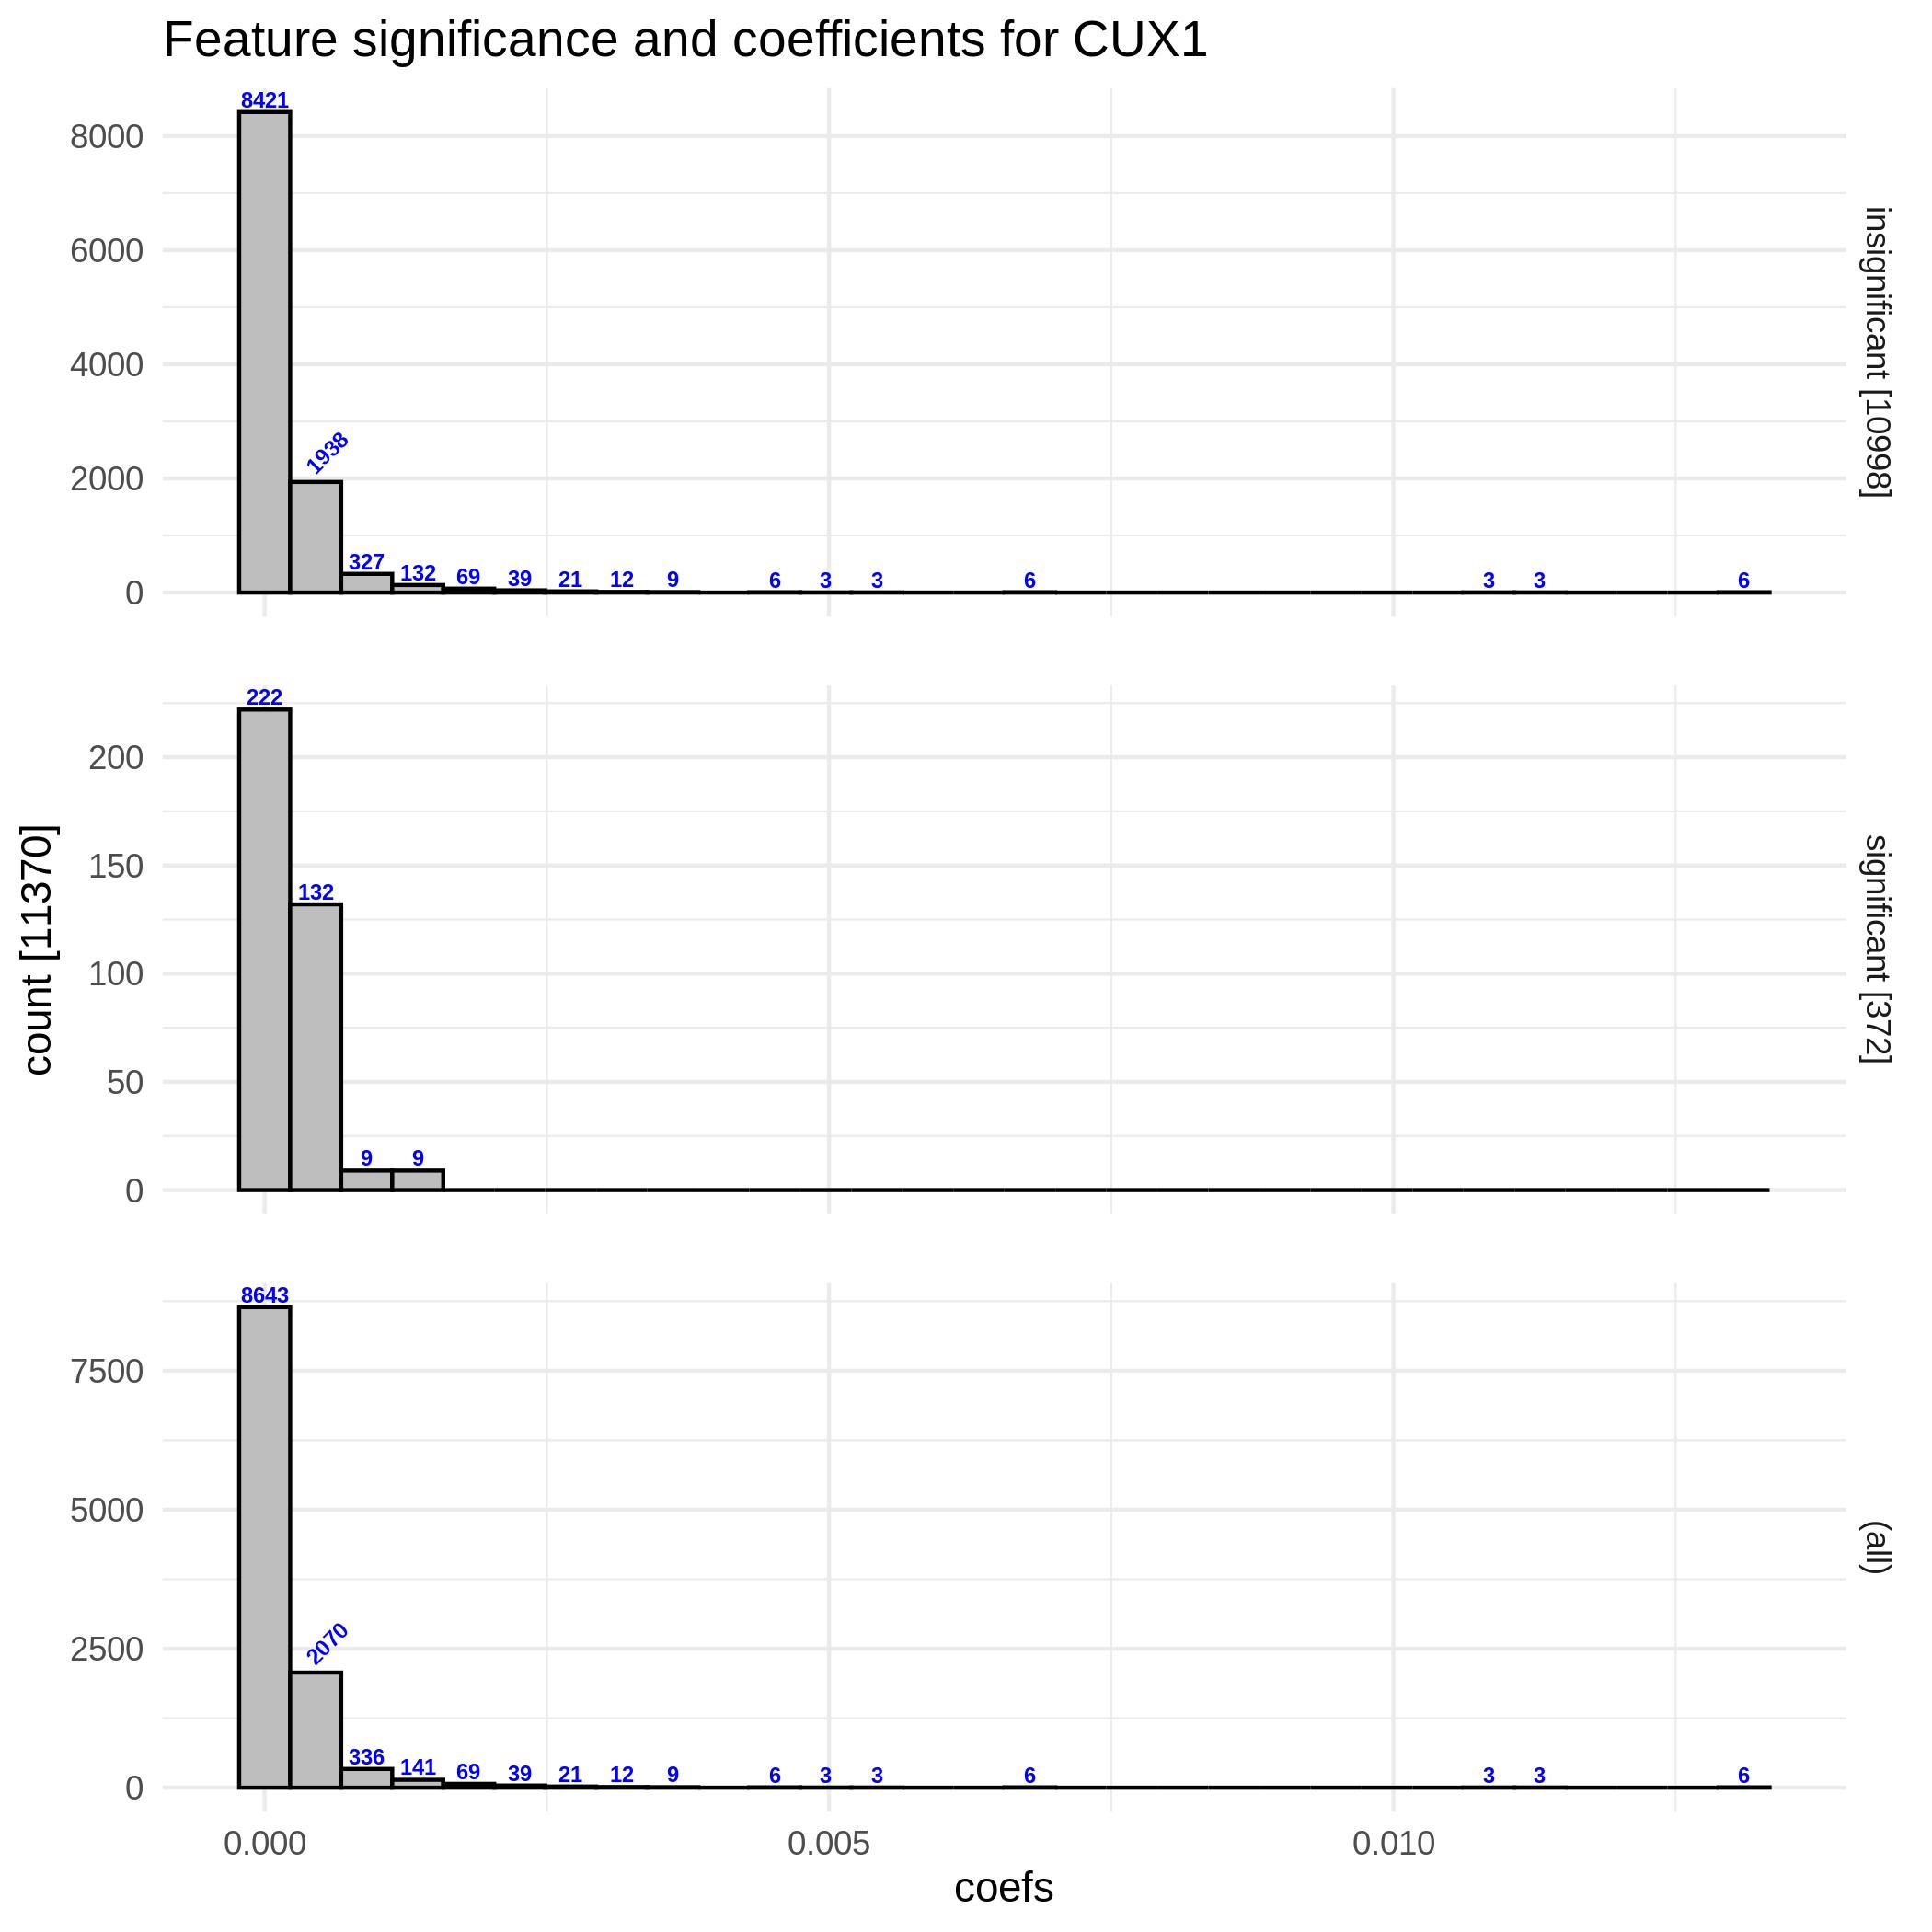 Feature significance and coefficients for CUX1
8421
8000
6000
4000
2000
0
1938
327 132 69 39 21 12 9 6 3 3 6 3 3 6
insignificant [10998]
count [11370]
222
200
150
100
50
0
132
9 9
significant [372]
8643
7500
5000
2500
0
2070
336 141 69 39 21 12 9 6 3 3 6 3 3 6
(all)
0.000 0.005 0.010
coefs